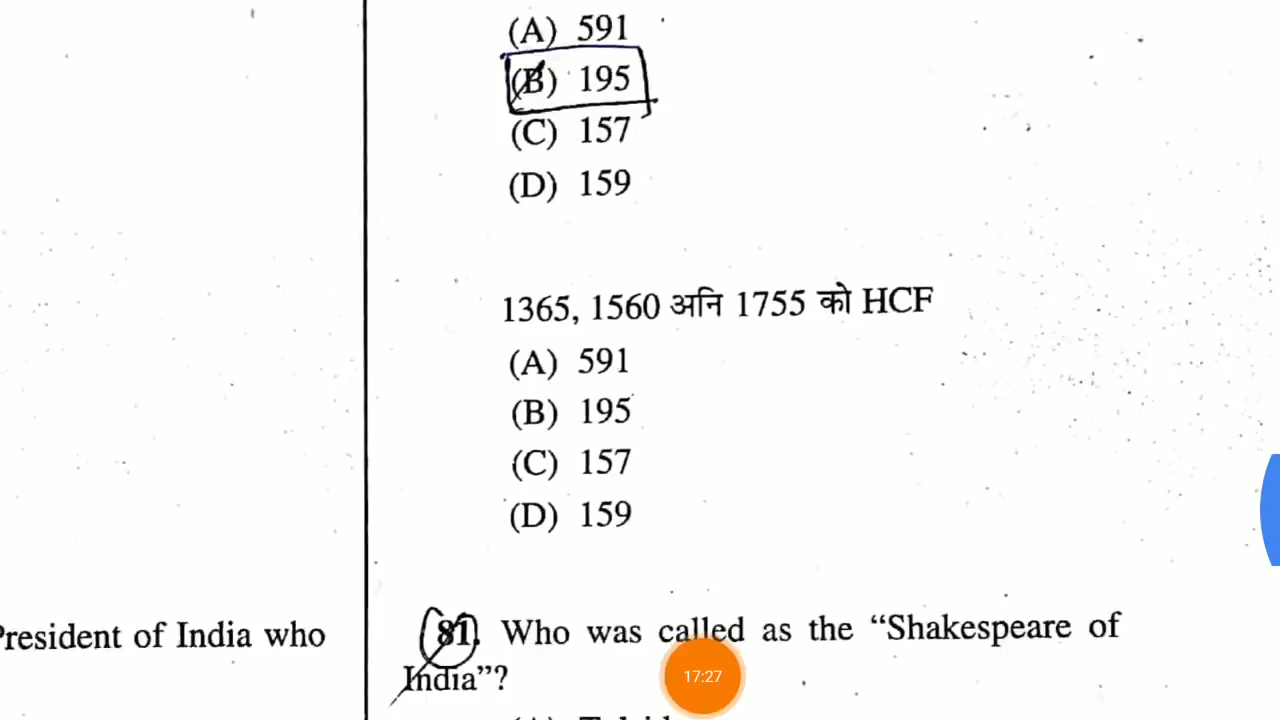 (A) 591
(B) 195
(C) 157
(D) 159
1365, 1560 अनि 1755 को HCF
(A) 591
(B) 195
(C) 157
(D) 159
President of India who
81. Who was called as the “Shakespeare of
India”?
17:27